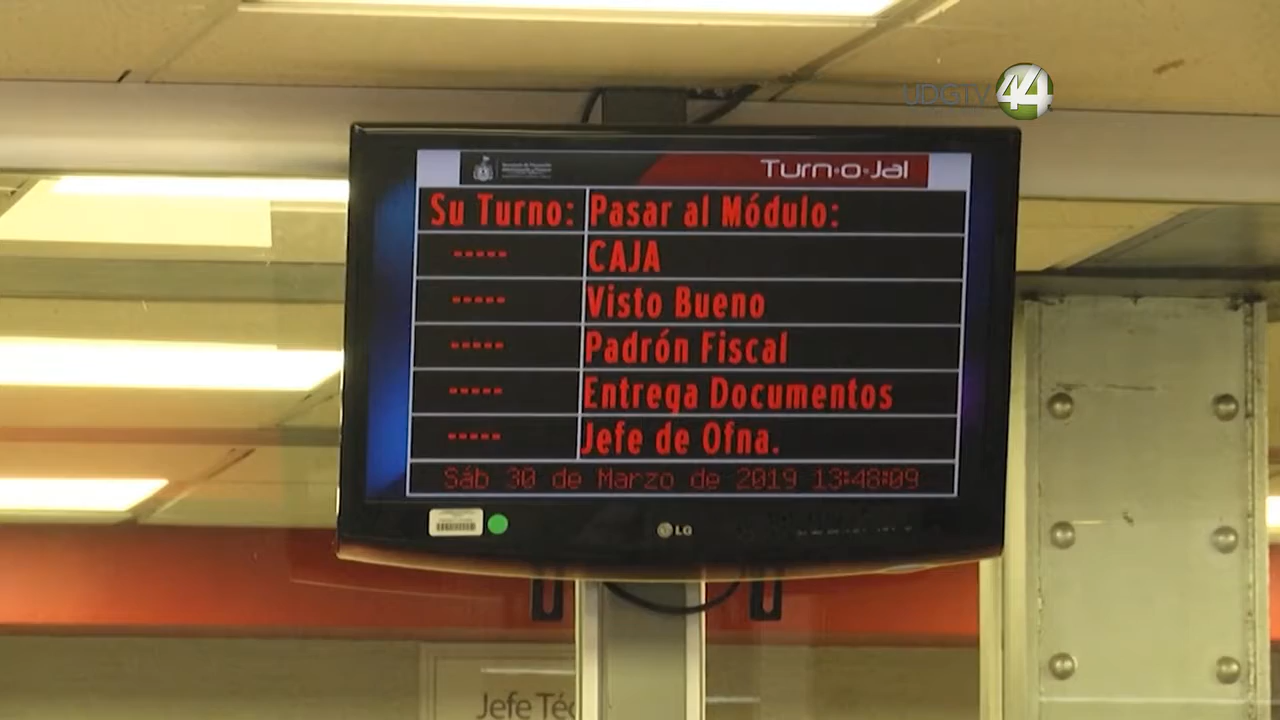 UDGTV 44
Turn•o•Jal
Su Turno: Pasar al Módulo:
----- CAJA
----- Visto Bueno
----- Padrón Fiscal
----- Entrega Documentos
----- Jefe de Ofna.
Sáb 30 de Marzo de 2019 13:48:09
LG
Jefe Téc